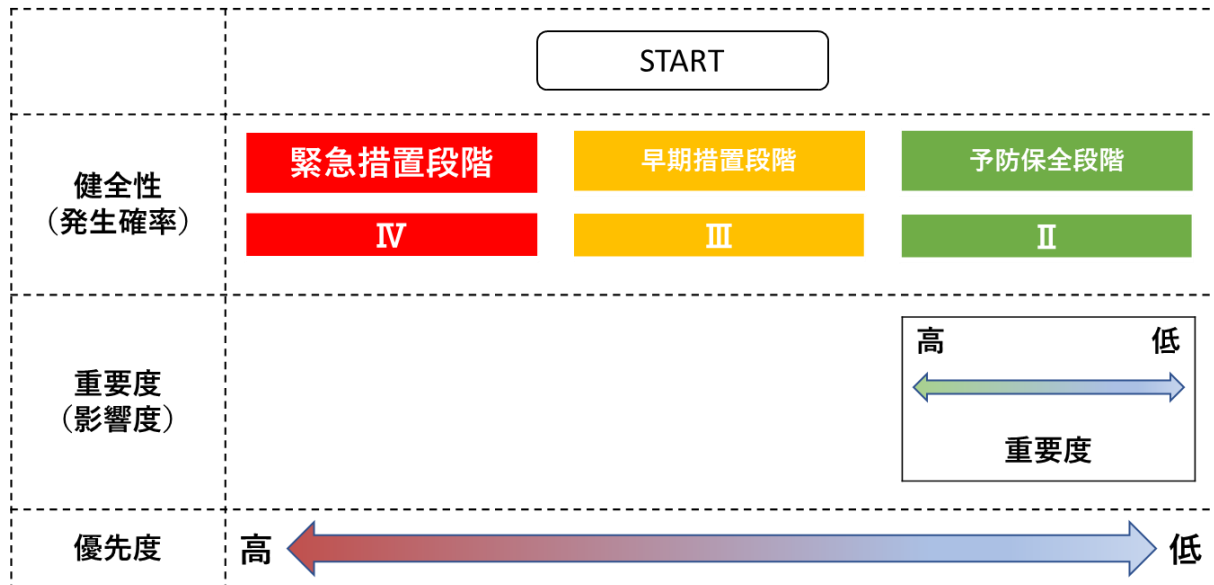 START
健全性
（発生確率）
緊急措置段階
早期措置段階
予防保全段階
Ⅳ
Ⅲ
Ⅱ
重要度
（影響度）
高
低
重要度
優先度
高
低